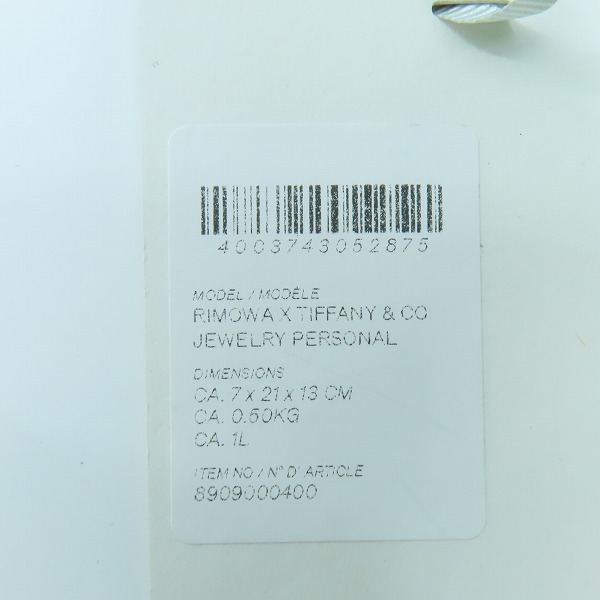 4003743052875
MODEL / MODÈLE
RIMOWA X TIFFANY & CO
JEWELRY PERSONAL
DIMENSIONS
CA. 7 x 21 x 13 CM
CA. 0.50KG
CA. 1L
ITEM NO / N° D' ARTICLE
8909000400